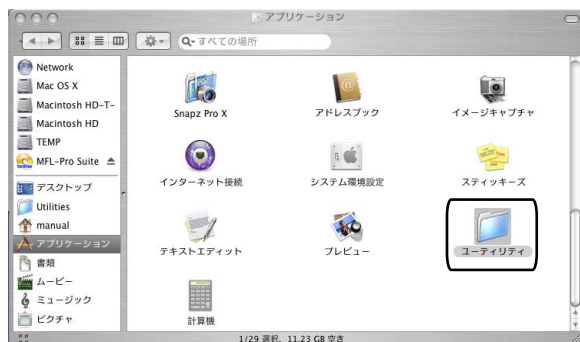 アプリケーション
すべての場所
Network
Mac OS X
Macintosh HD-T-
Macintosh HD
TEMP
MFL-Pro Suite
デスクトップ
Utilities
manual
アプリケーション
書類
ムービー
ミュージック
ピクチャ
Snapz Pro X
アドレスブック
イメージキャプチャ
インターネット接続
システム環境設定
スティッキーズ
テキストエディット
プレビュー
ユーティリティ
計算機
1/29 選択、11.23 GB 空き